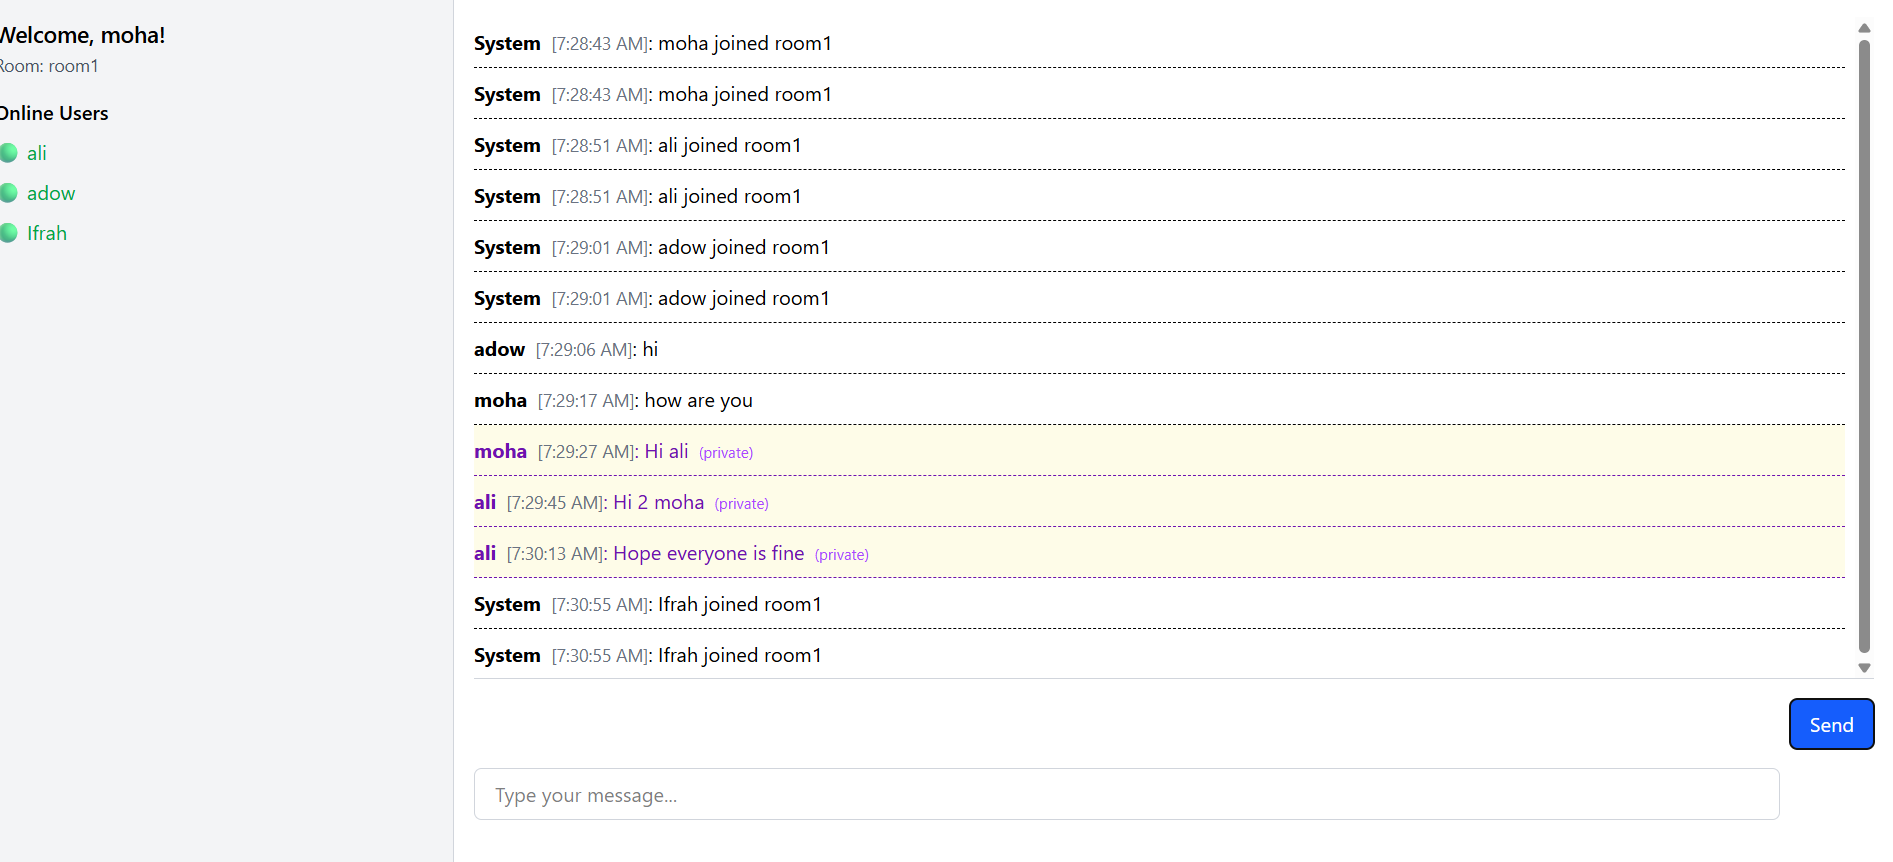 Welcome, moha!
Room: room1
Online Users
ali
adow
Ifrah
System [7:28:43 AM]: moha joined room1
System [7:28:43 AM]: moha joined room1
System [7:28:51 AM]: ali joined room1
System [7:28:51 AM]: ali joined room1
System [7:29:01 AM]: adow joined room1
System [7:29:01 AM]: adow joined room1
adow [7:29:06 AM]: hi
moha [7:29:17 AM]: how are you
moha [7:29:27 AM]: Hi ali (private)
ali [7:29:45 AM]: Hi 2 moha (private)
ali [7:30:13 AM]: Hope everyone is fine (private)
System [7:30:55 AM]: Ifrah joined room1
System [7:30:55 AM]: Ifrah joined room1
Send
Type your message...